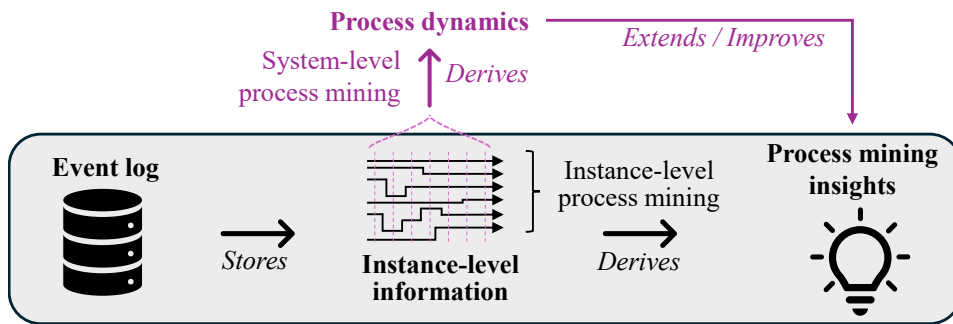 Process dynamics
System-level
process mining
Derives
Extends / Improves
Event log
Stores
Instance-level
information
Instance-level
process mining
Derives
Process mining
insights